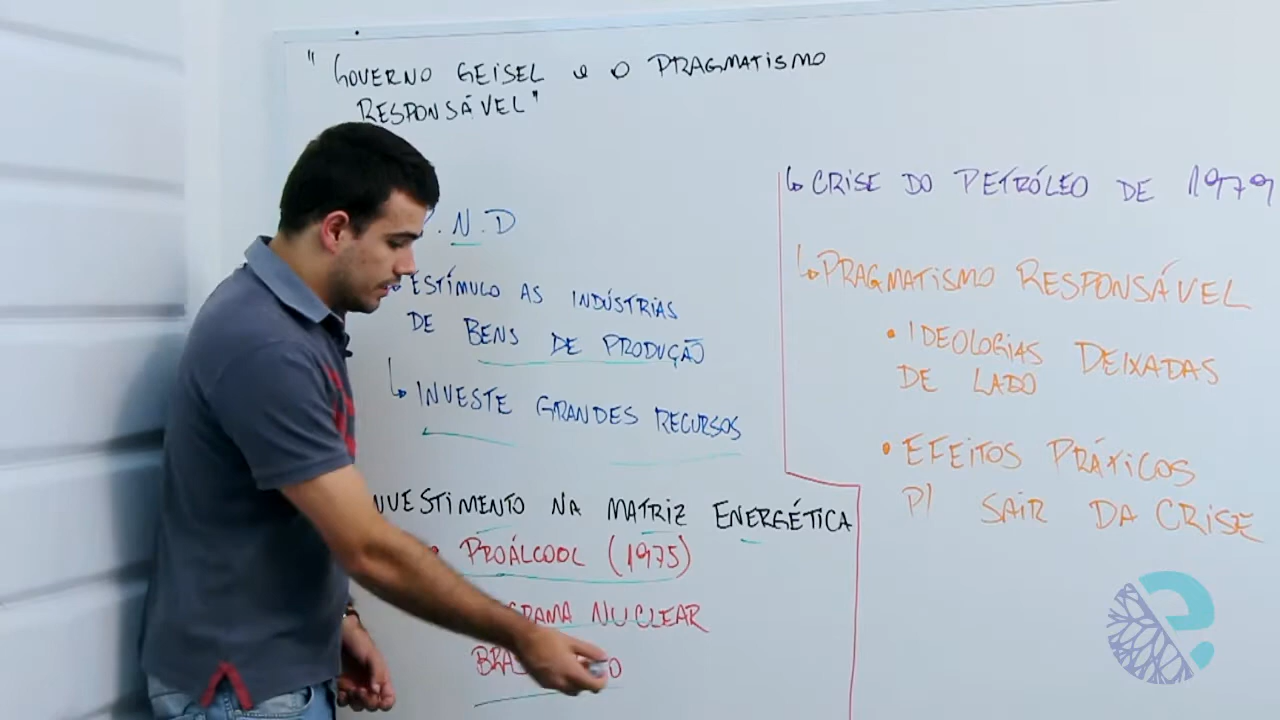 "GOVERNO GEISEL e O PRAGMATISMO
RESPONSÁVEL"
.N.D
ESTÍMULO AS INDÚSTRIAS
DE BENS DE PRODUÇÃO
↳ INVESTE GRANDES RECURSOS
INVESTIMENTO NA MATRIZ ENERGÉTICA
• PROÁLCOOL (1975)
NUCLEAR
↳ CRISE DO PETRÓLEO DE 1979
↳ PRAGMATISMO RESPONSÁVEL
• IDEOLOGIAS DEIXADAS
DE LADO
• EFEITOS PRÁTICOS
P/ SAIR DA CRISE